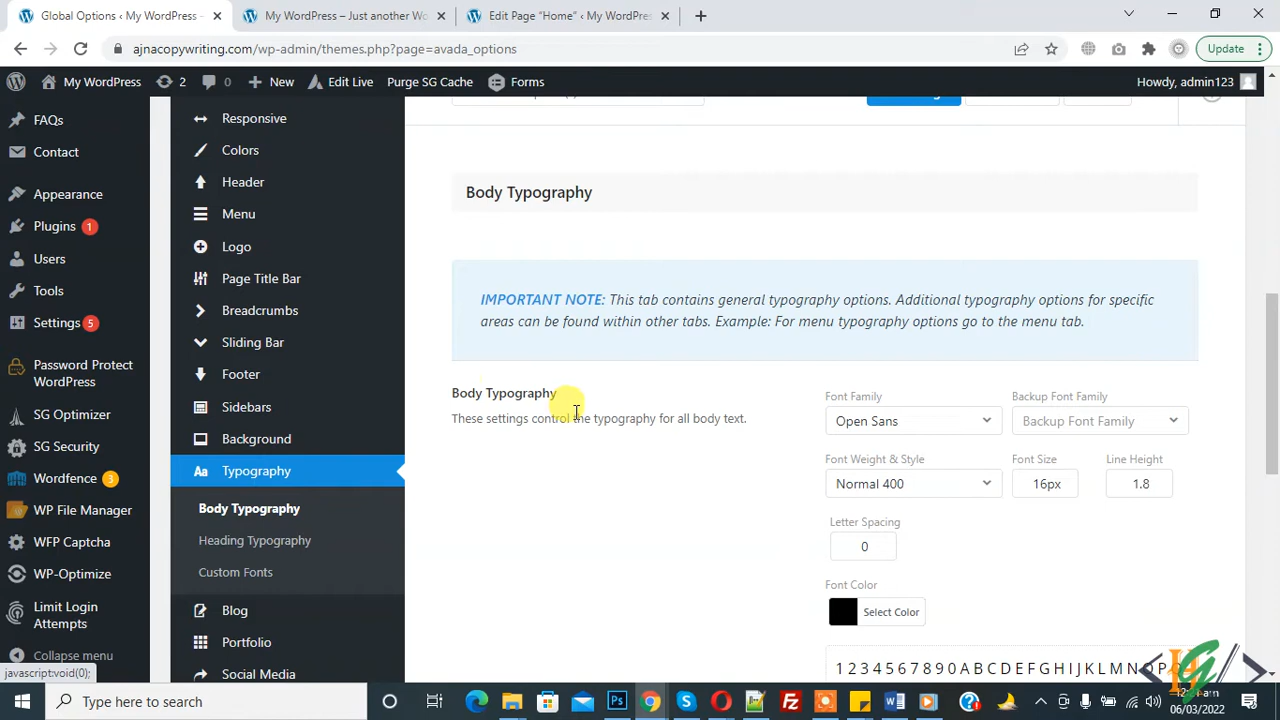 Global Options ‹ My WordPress –
My WordPress – Just another Wo
Edit Page “Home” ‹ My WordPres
ajnacopywriting.com/wp-admin/themes.php?page=avada_options
Update
My WordPress
2
0
New
Edit Live
Purge SG Cache
Forms
Howdy, admin123
FAQs
Contact
Appearance
Plugins 1
Users
Tools
Settings 5
Password Protect
WordPress
SG Optimizer
SG Security
Wordfence 3
WP File Manager
WFP Captcha
WP-Optimize
Limit Login
Attempts
Collapse menu
javascript:void(0);
Responsive
Colors
Header
Menu
Logo
Page Title Bar
Breadcrumbs
Sliding Bar
Footer
Sidebars
Background
Aa Typography
Body Typography
Heading Typography
Custom Fonts
Blog
Portfolio
Social Media
Body Typography
IMPORTANT NOTE: This tab contains general typography options. Additional typography options for specific
areas can be found within other tabs. Example: For menu typography options go to the menu tab.
Body Typography
These settings control the typography for all body text.
Font Family
Backup Font Family
Open Sans
Backup Font Family
Font Weight & Style
Font Size
Line Height
Normal 400
16px
1.8
Letter Spacing
0
Font Color
Select Color
1 2 3 4 5 6 7 8 9 0 A B C D E F G H I J K L M N O P Q
Type here to search
06/03/2022